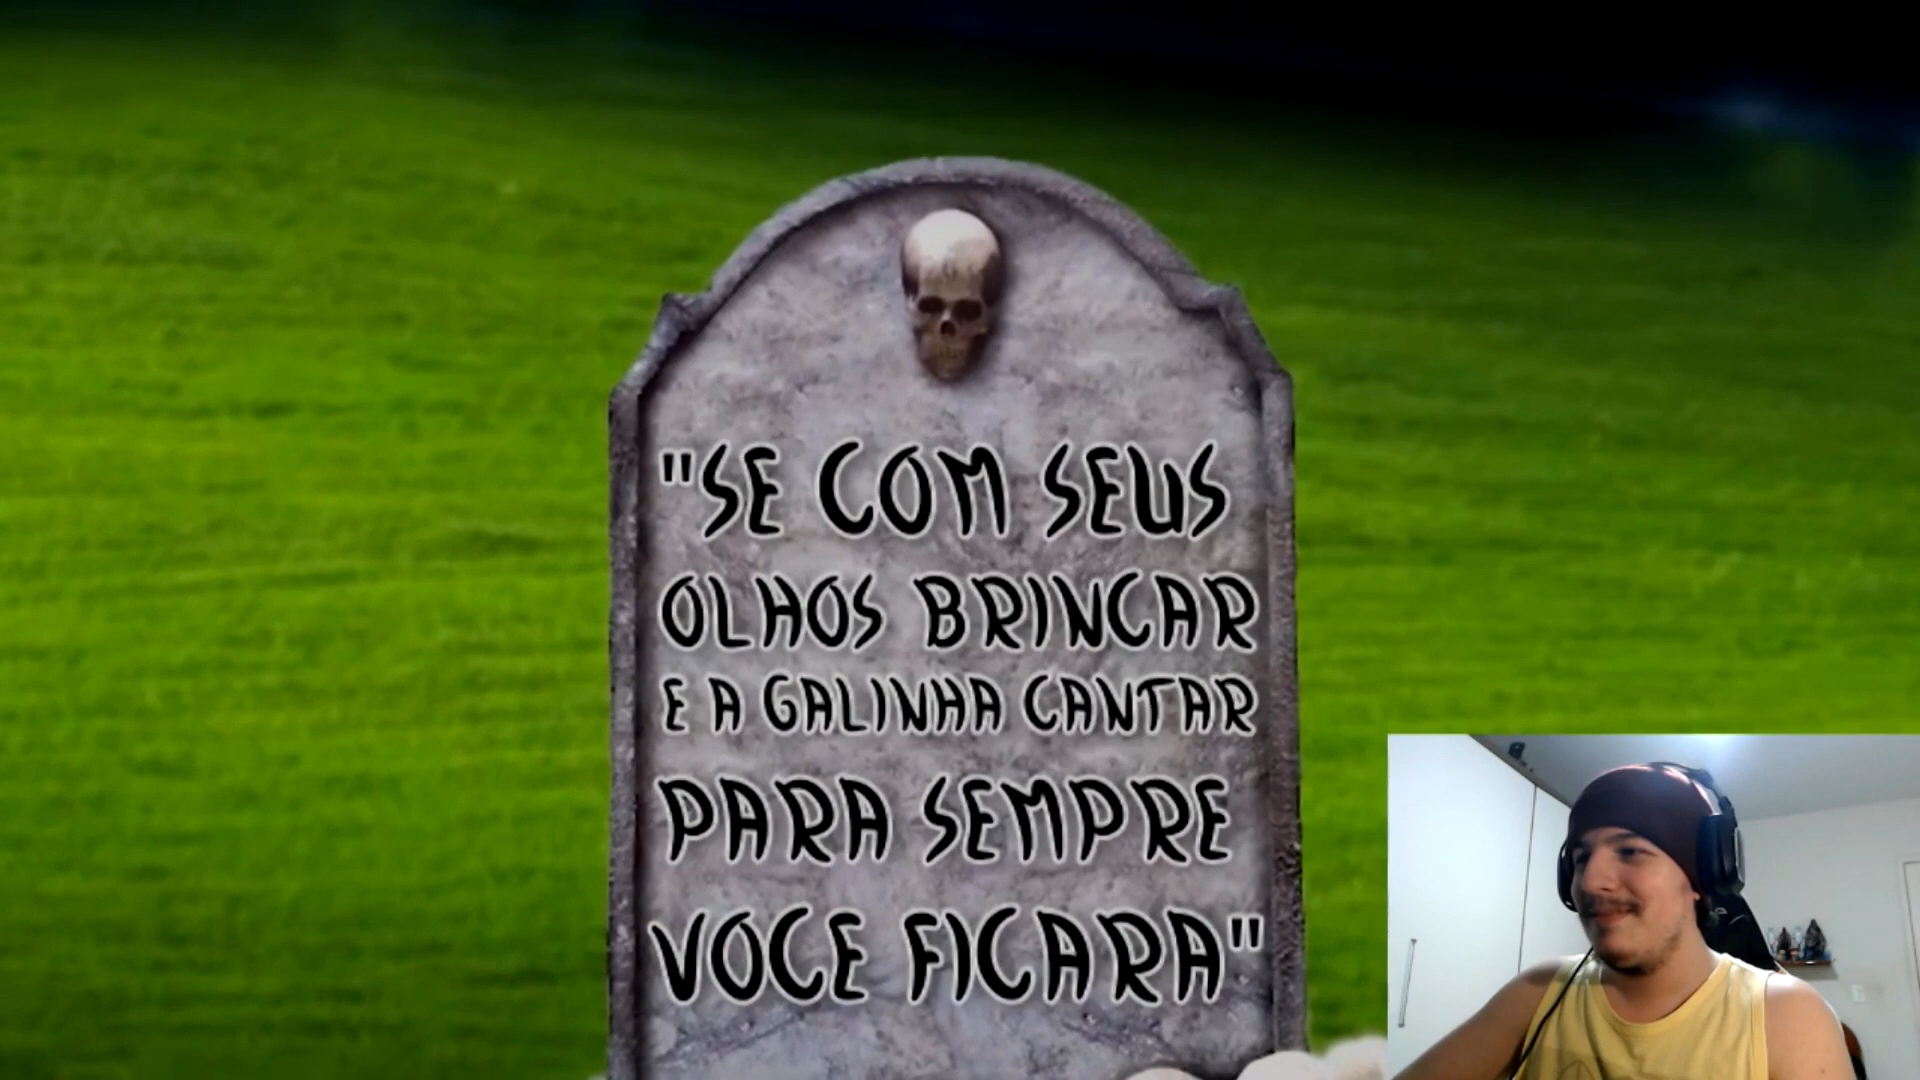 "SE COM SEUS
OLHOS BRINCAR
E A GALINHA CANTAR
PARA SEMPRE
VOCE FICARA"